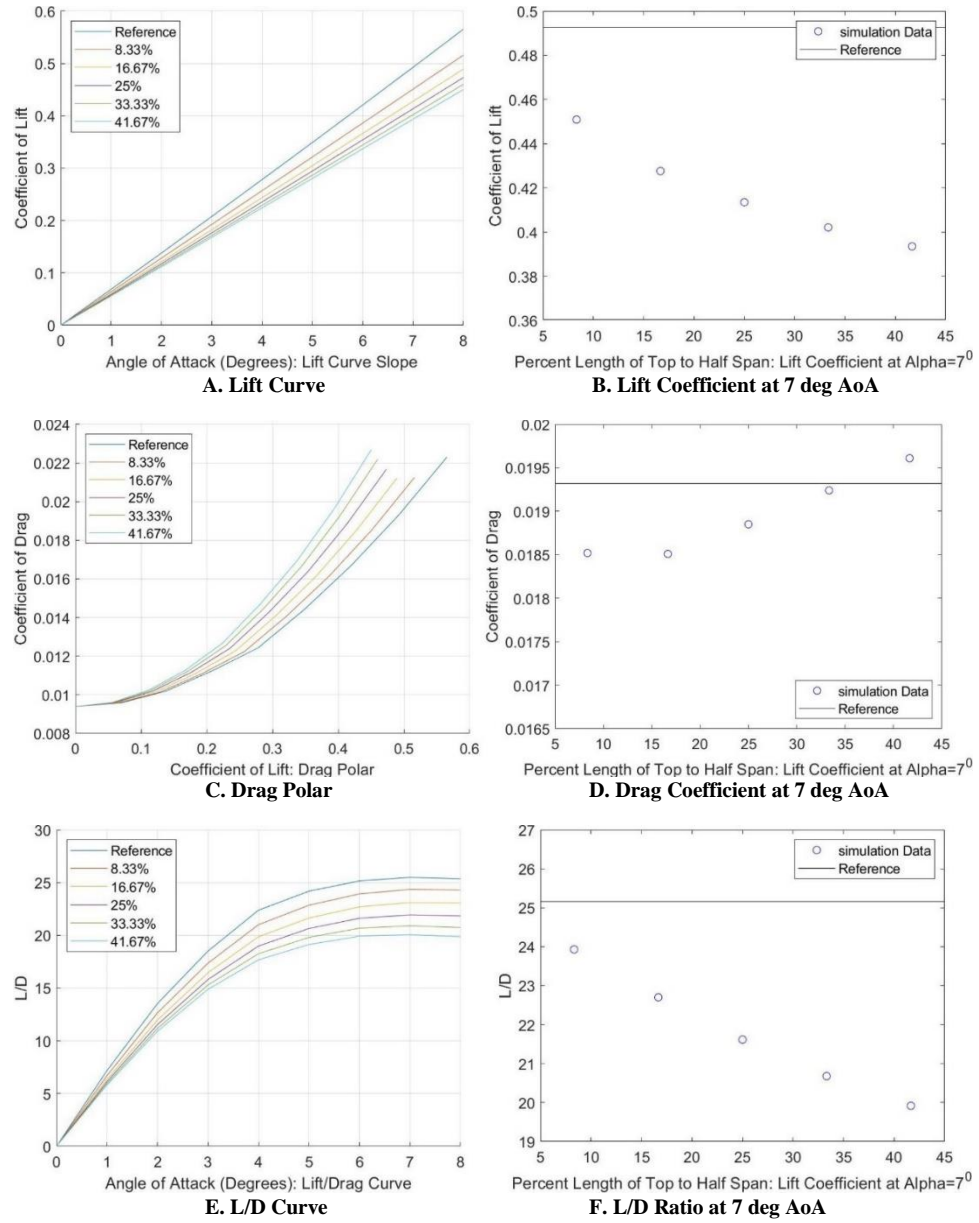 0.6
0.5
0.4
0.3
0.2
0.1
0
Coefficient of Lift
Reference
8.33%
16.67%
25%
33.33%
41.67%
0 1 2 3 4 5 6 7 8
Angle of Attack (Degrees): Lift Curve Slope
A. Lift Curve
0.5
0.48
0.46
0.44
0.42
0.4
0.38
0.36
Coefficient of Lift
simulation Data
Reference
5 10 15 20 25 30 35 40 45
Percent Length of Top to Half Span: Lift Coefficient at Alpha=7⁰
B. Lift Coefficient at 7 deg AoA
0.024
0.022
0.02
0.018
0.016
0.014
0.012
0.01
0.008
Coefficient of Drag
Reference
8.33%
16.67%
25%
33.33%
41.67%
0 0.1 0.2 0.3 0.4 0.5 0.6
Coefficient of Lift: Drag Polar
C. Drag Polar
0.02
0.0195
0.019
0.0185
0.018
0.0175
0.017
0.0165
Coefficient of Drag
simulation Data
Reference
5 10 15 20 25 30 35 40 45
Percent Length of Top to Half Span: Lift Coefficient at Alpha=7⁰
D. Drag Coefficient at 7 deg AoA
30
25
20
15
10
5
0
L/D
Reference
8.33%
16.67%
25%
33.33%
41.67%
0 1 2 3 4 5 6 7 8
Angle of Attack (Degrees): Lift/Drag Curve
E. L/D Curve
27
26
25
24
23
22
21
20
19
L/D
simulation Data
Reference
5 10 15 20 25 30 35 40 45
Percent Length of Top to Half Span: Lift Coefficient at Alpha=7⁰
F. L/D Ratio at 7 deg AoA